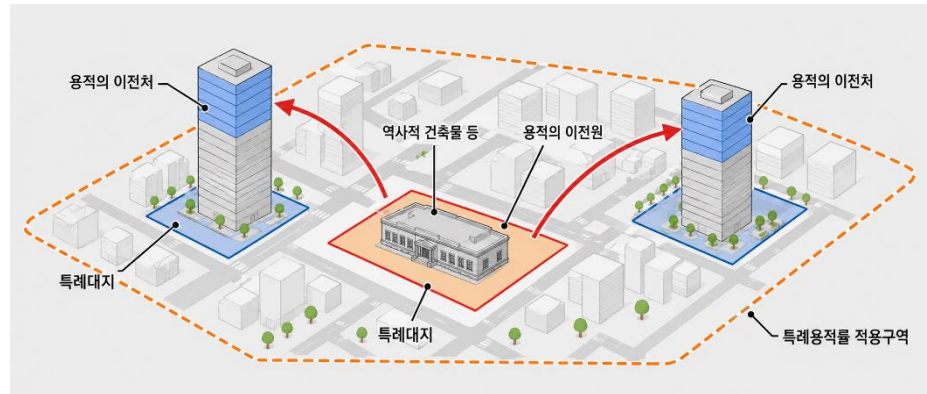 용적의 이전처
용적의 이전처
역사적 건축물 등
용적의 이전원
특례대지
특례대지
특례용적률 적용구역